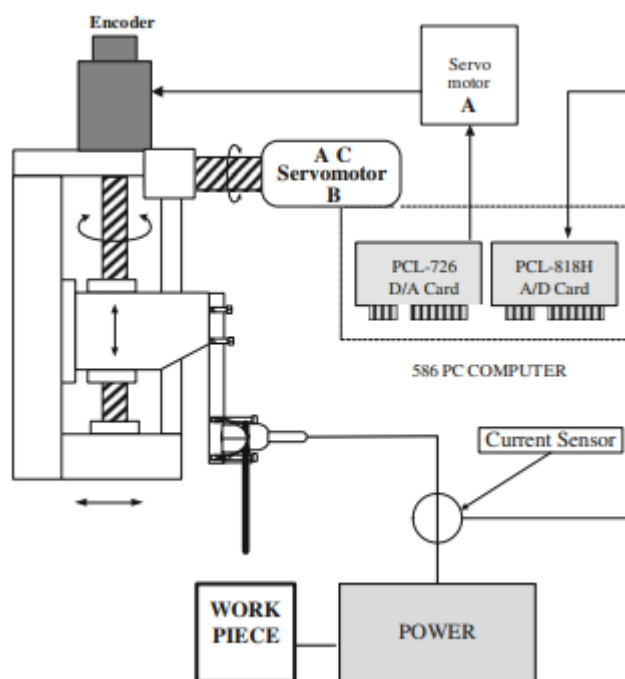 Encoder
Servo
motor
A
A C
Servomotor
B
PCL-726
D/A Card
PCL-818H
A/D Card
586 PC COMPUTER
Current Sensor
WORK
PIECE
POWER